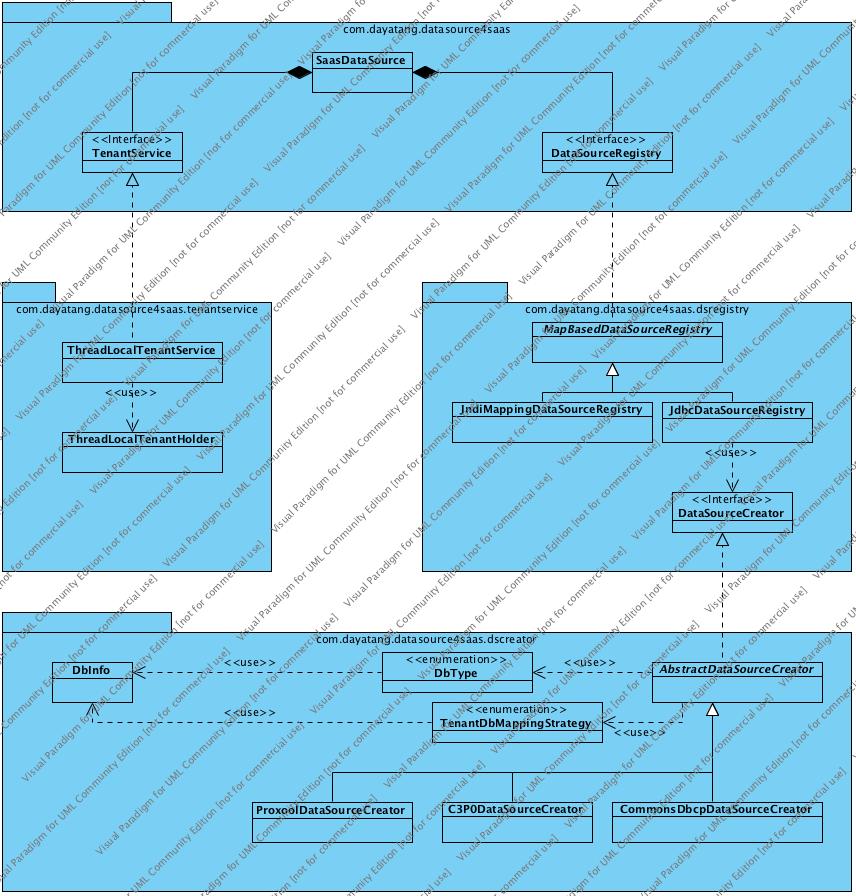 com.dayatang.datasource4saas
SaasDataSource
<<Interface>>
TenantService
<<Interface>>
DataSourceRegistry
com.dayatang.datasource4saas.tenantservice
ThreadLocalTenantService
<<use>>
ThreadLocalTenantHolder
com.dayatang.datasource4saas.dsregistry
MapBasedDataSourceRegistry
JndiMappingDataSourceRegistry
JdbcDataSourceRegistry
<<use>>
<<Interface>>
DataSourceCreator
com.dayatang.datasource4saas.dscreator
DbInfo
<<use>>
<<enumeration>>
DbType
<<use>>
AbstractDataSourceCreator
<<use>>
<<enumeration>>
TenantDbMappingStrategy
<<use>>
ProxoolDataSourceCreator
C3P0DataSourceCreator
CommonsDbcpDataSourceCreator
Visual Paradigm for UML Community Edition [not for commercial use]